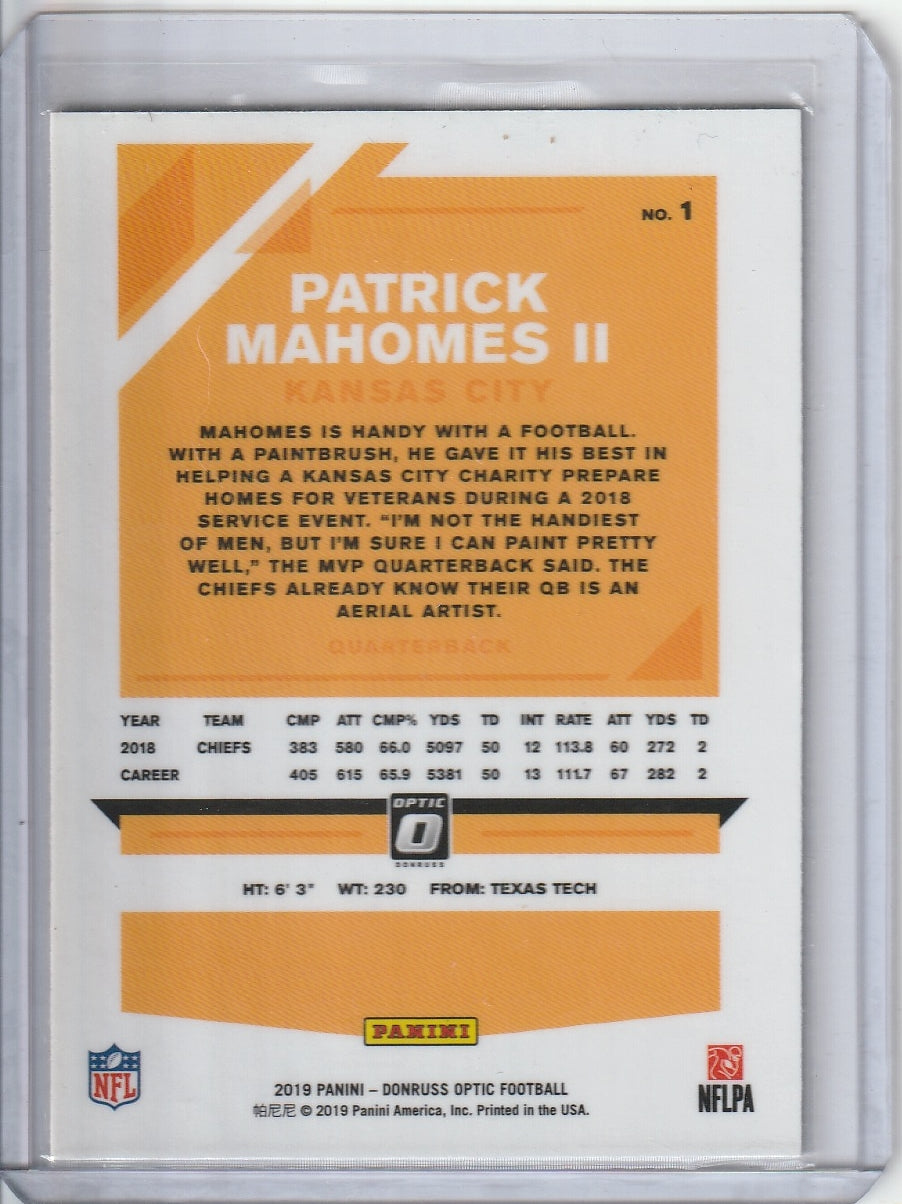 NO. 1
PATRICK
MAHOMES II
KANSAS CITY
MAHOMES IS HANDY WITH A FOOTBALL.
WITH A PAINTBRUSH, HE GAVE IT HIS BEST IN
HELPING A KANSAS CITY CHARITY PREPARE
HOMES FOR VETERANS DURING A 2018
SERVICE EVENT. “I’M NOT THE HANDIEST
OF MEN, BUT I’M SURE I CAN PAINT PRETTY
WELL,” THE MVP QUARTERBACK SAID. THE
CHIEFS ALREADY KNOW THEIR QB IS AN
AERIAL ARTIST.
QUARTERBACK
YEAR TEAM CMP ATT CMP% YDS TD INT RATE ATT YDS TD
2018 CHIEFS 383 580 66.0 5097 50 12 113.8 60 272 2
CAREER 405 615 65.9 5381 50 13 111.7 67 282 2
OPTIC
O
DONRUSS
HT: 6' 3" WT: 230 FROM: TEXAS TECH
PANINI
NFL
2019 PANINI – DONRUSS OPTIC FOOTBALL
帕尼尼 © 2019 Panini America, Inc. Printed in the USA.
NFLPA